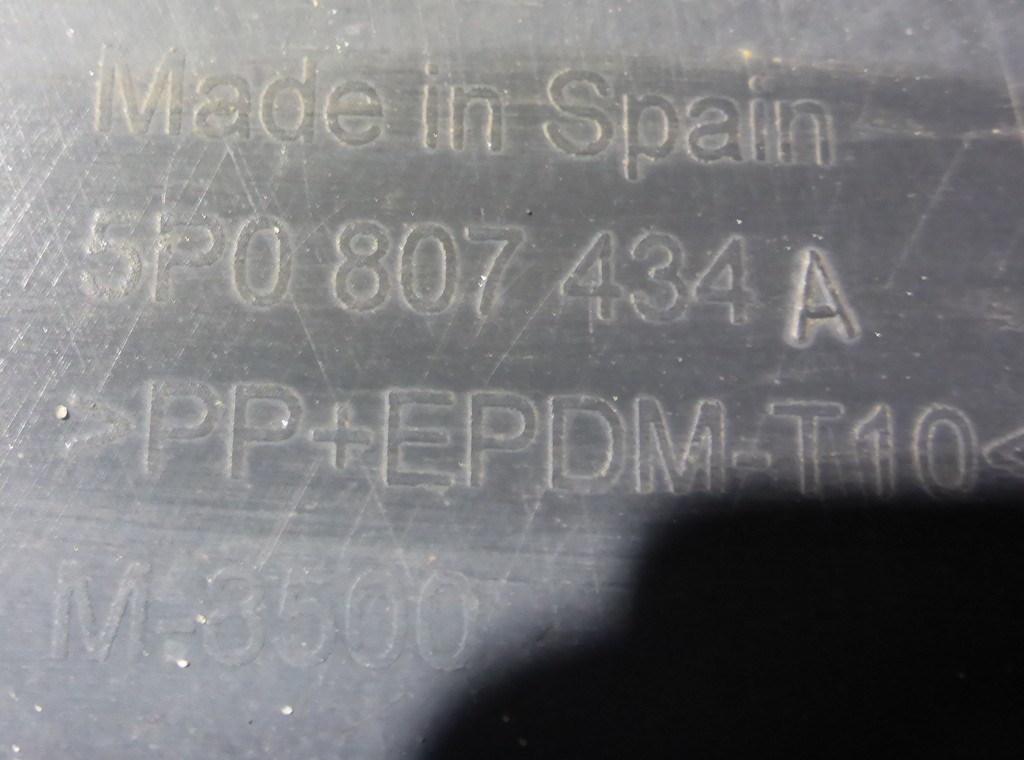 Made in Spain
5P0 807 434 A
>PP+EPDM-T10<
M-3500